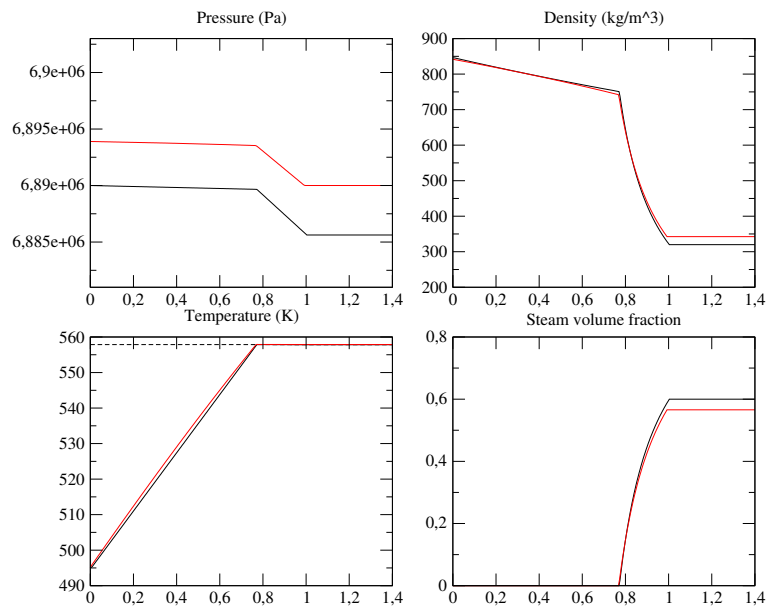 Pressure (Pa)
6,9e+06
6,895e+06
6,89e+06
6,885e+06
0 0,2 0,4 0,6 0,8 1 1,2 1,4
Density (kg/m^3)
900
800
700
600
500
400
300
200
0 0,2 0,4 0,6 0,8 1 1,2 1,4
Temperature (K)
560
550
540
530
520
510
500
490
0 0,2 0,4 0,6 0,8 1 1,2 1,4
Steam volume fraction
0,8
0,6
0,4
0,2
0
0 0,2 0,4 0,6 0,8 1 1,2 1,4